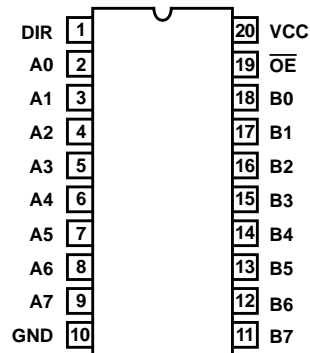 DIR 1 20 VCC
A0 2 19 O̅E̅
A1 3 18 B0
A2 4 17 B1
A3 5 16 B2
A4 6 15 B3
A5 7 14 B4
A6 8 13 B5
A7 9 12 B6
GND 10 11 B7